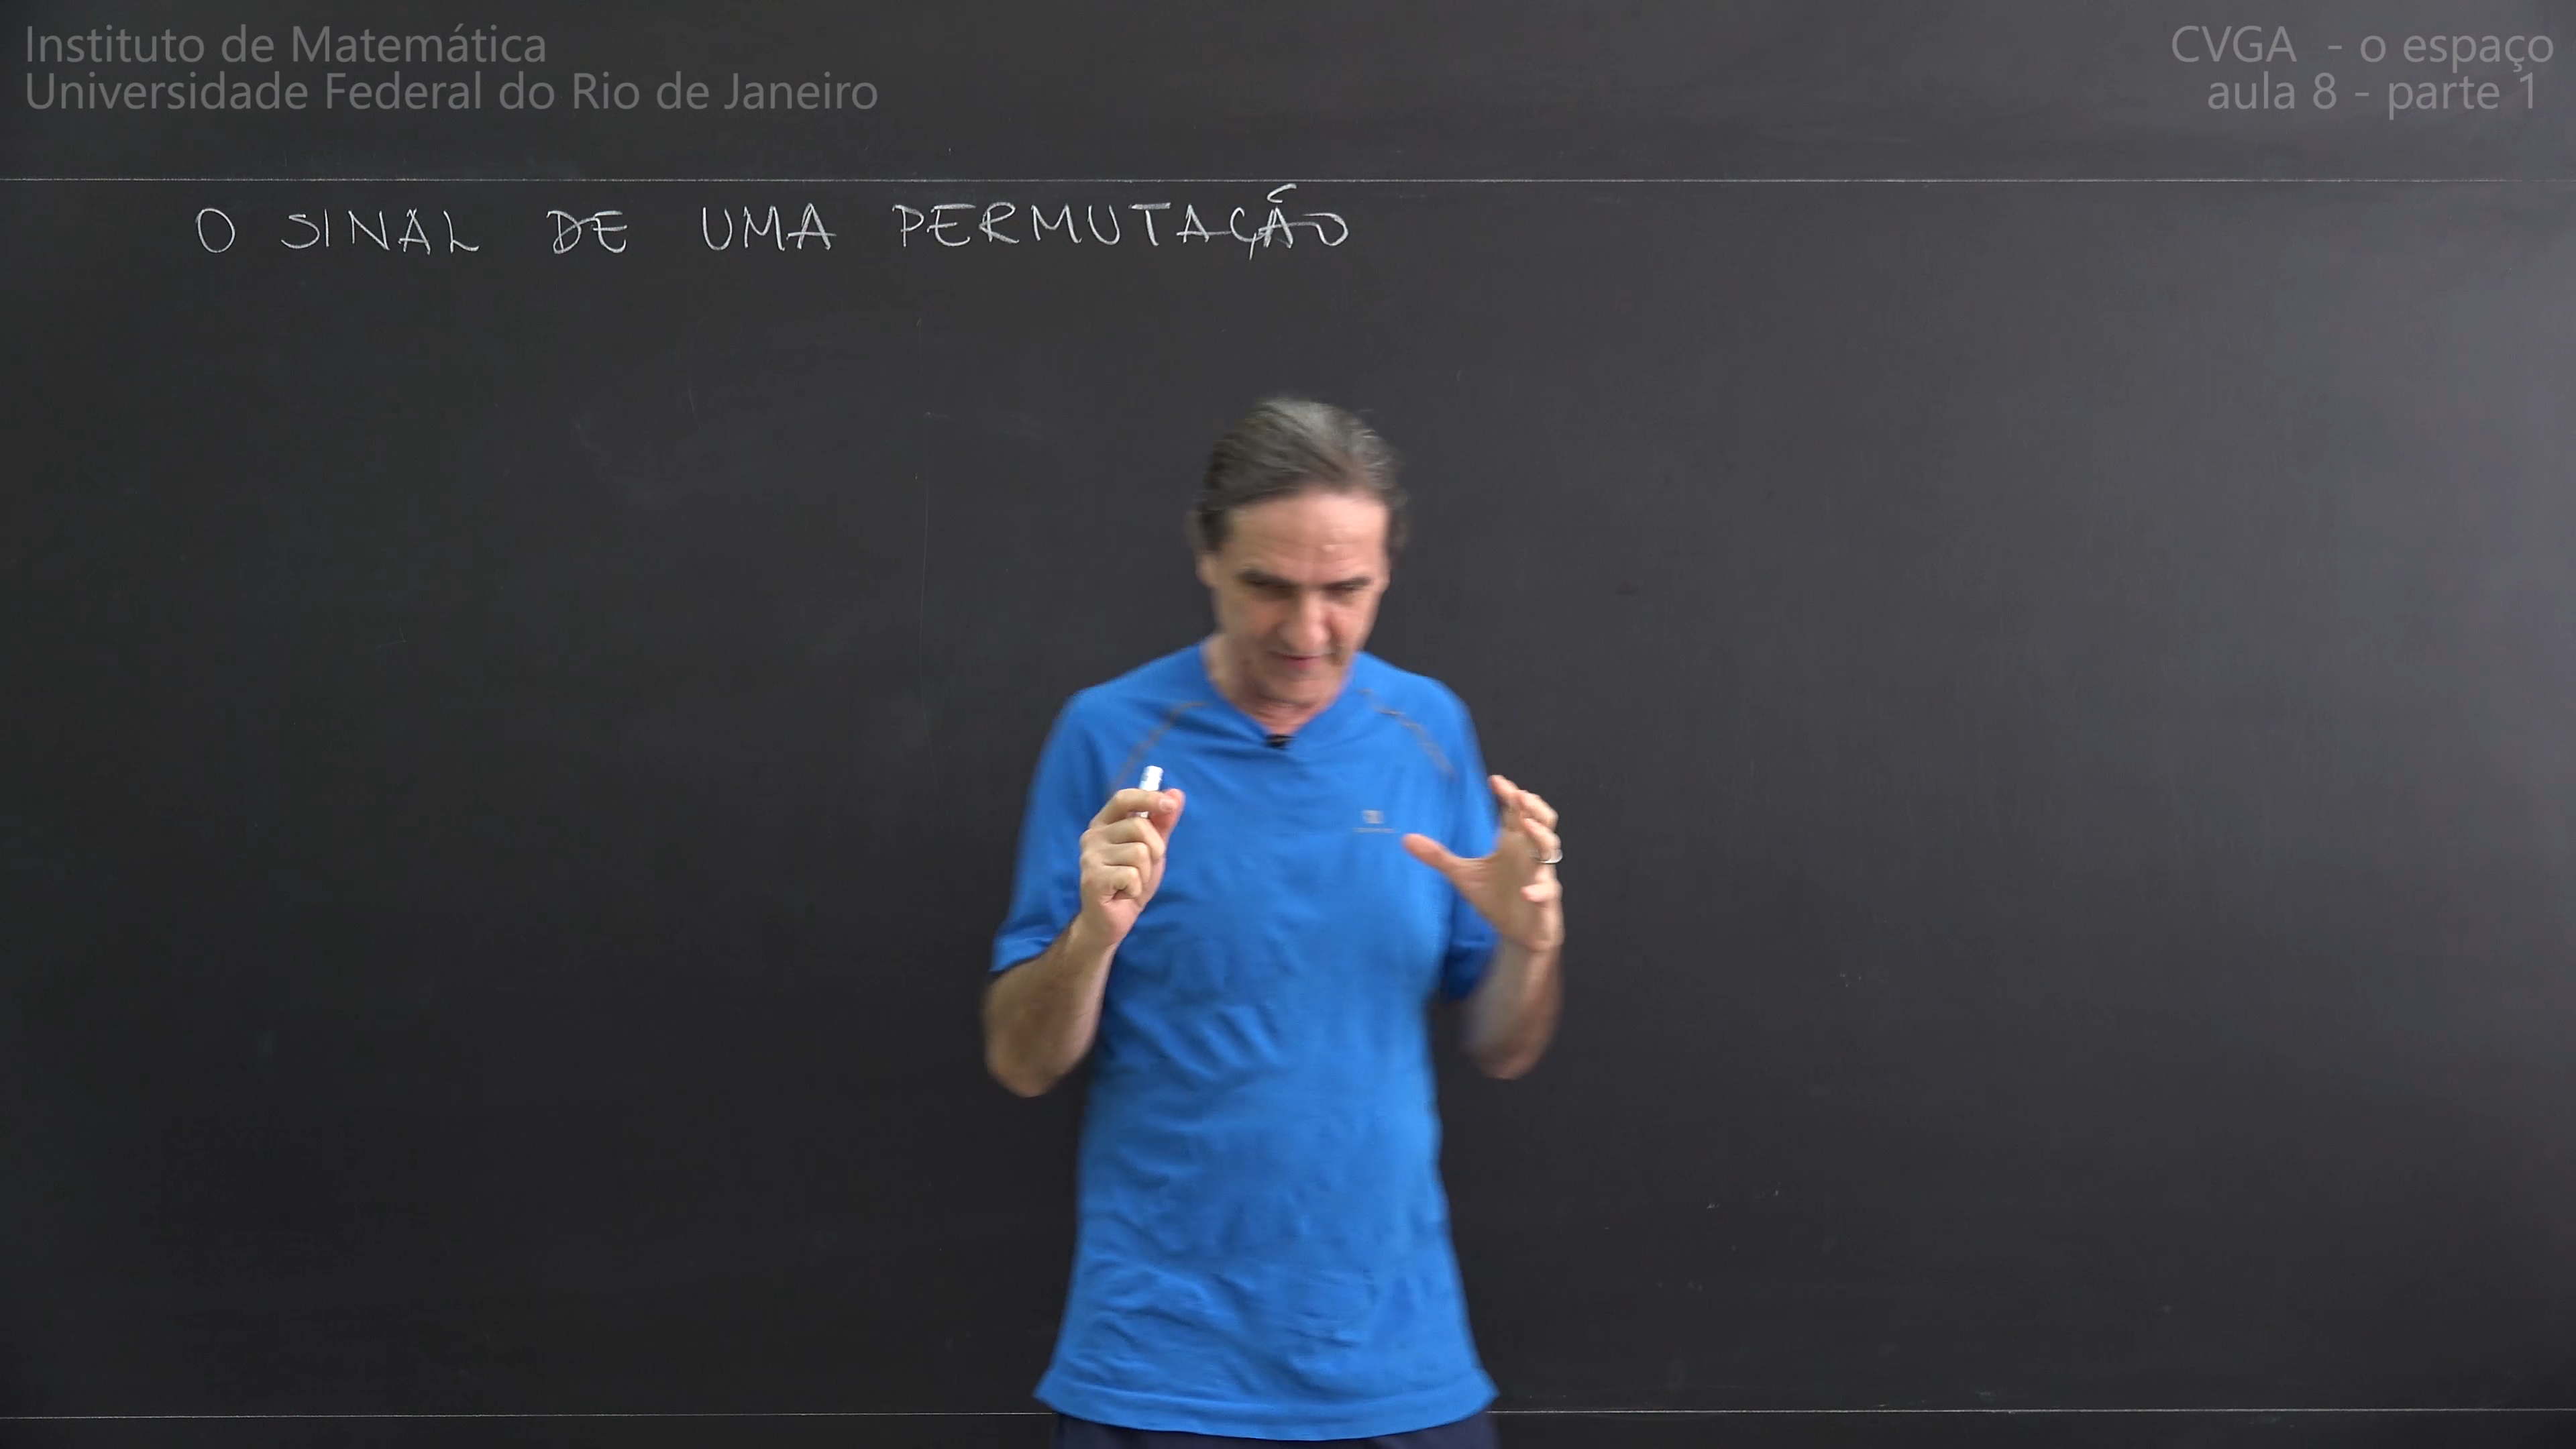 Instituto de Matemática
Universidade Federal do Rio de Janeiro
CVGA - o espaço
aula 8 - parte 1
O SINAL DE UMA PERMUTAÇÃO